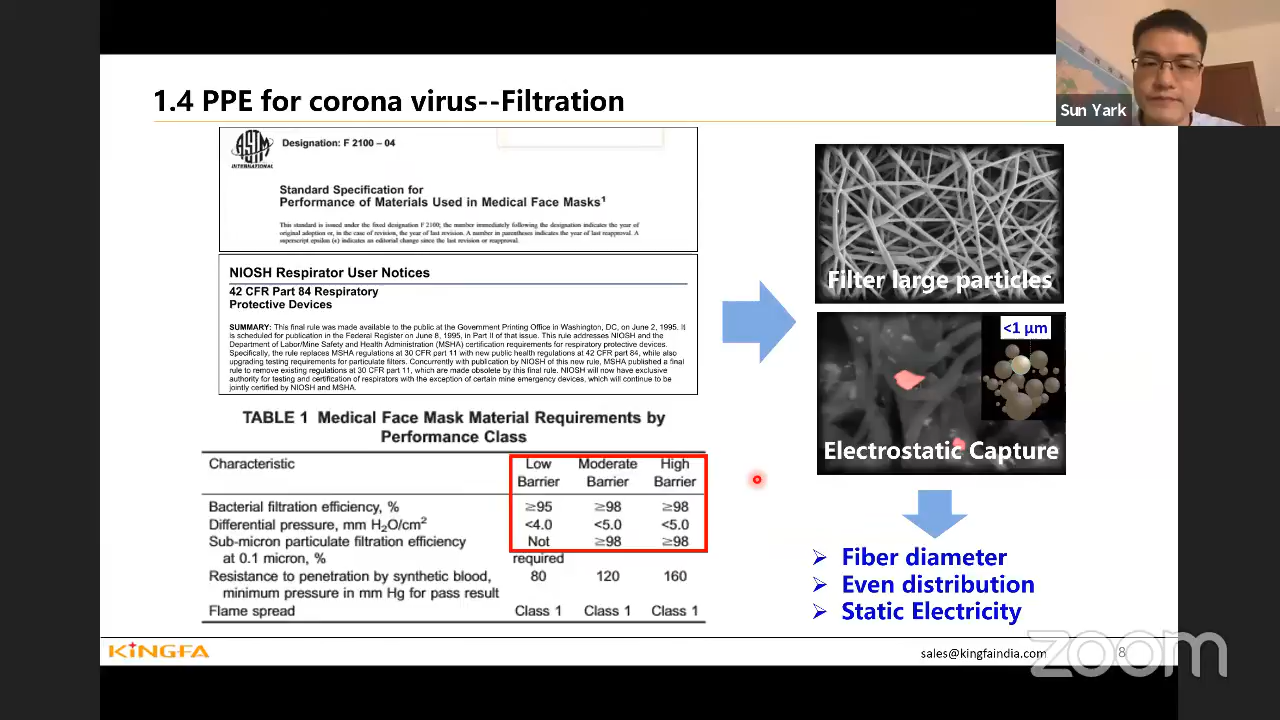 1.4 PPE for corona virus--Filtration
Sun Yark
ASTM
INTERNATIONAL
Designation: F 2100 – 04
Standard Specification for
Performance of Materials Used in Medical Face Masks¹
This standard is issued under the fixed designation F 2100; the number immediately following the designation indicates the year of
original adoption or, in the case of revision, the year of last revision. A number in parentheses indicates the year of last reapproval. A
superscript epsilon (ε) indicates an editorial change since the last revision or reapproval.
NIOSH Respirator User Notices
42 CFR Part 84 Respiratory
Protective Devices
SUMMARY: This final rule was made available to the public at the Government Printing Office in Washington, DC, on June 2, 1995. It
is scheduled for publication in the Federal Register on June 8, 1995, in Part II of that issue. This rule addresses NIOSH and the
Department of Labor/Mine Safety and Health Administration (MSHA) certification requirements for respiratory protective devices.
Specifically, the rule replaces MSHA regulations at 30 CFR part 11 with new public health regulations at 42 CFR part 84, while also
upgrading testing requirements for particulate filters. Concurrently with publication by NIOSH of this new rule, MSHA published a final
rule to remove existing regulations at 30 CFR part 11, which are made obsolete by this final rule. NIOSH will now have exclusive
authority for testing and certification of respirators with the exception of certain mine emergency devices, which will continue to be
jointly certified by NIOSH and MSHA.
TABLE 1 Medical Face Mask Material Requirements by
Performance Class
Characteristic Low Barrier Moderate Barrier High Barrier
Bacterial filtration efficiency, % ≥95 ≥98 ≥98
Differential pressure, mm H₂O/cm² <4.0 <5.0 <5.0
Sub-micron particulate filtration efficiency Not ≥98 ≥98
at 0.1 micron, % required
Resistance to penetration by synthetic blood, 80 120 160
minimum pressure in mm Hg for pass result
Flame spread Class 1 Class 1 Class 1
Filter large particles
<1 μm
Electrostatic Capture
➢ Fiber diameter
➢ Even distribution
➢ Static Electricity
KINGFA
sales@kingfaindia.com
8
zoom